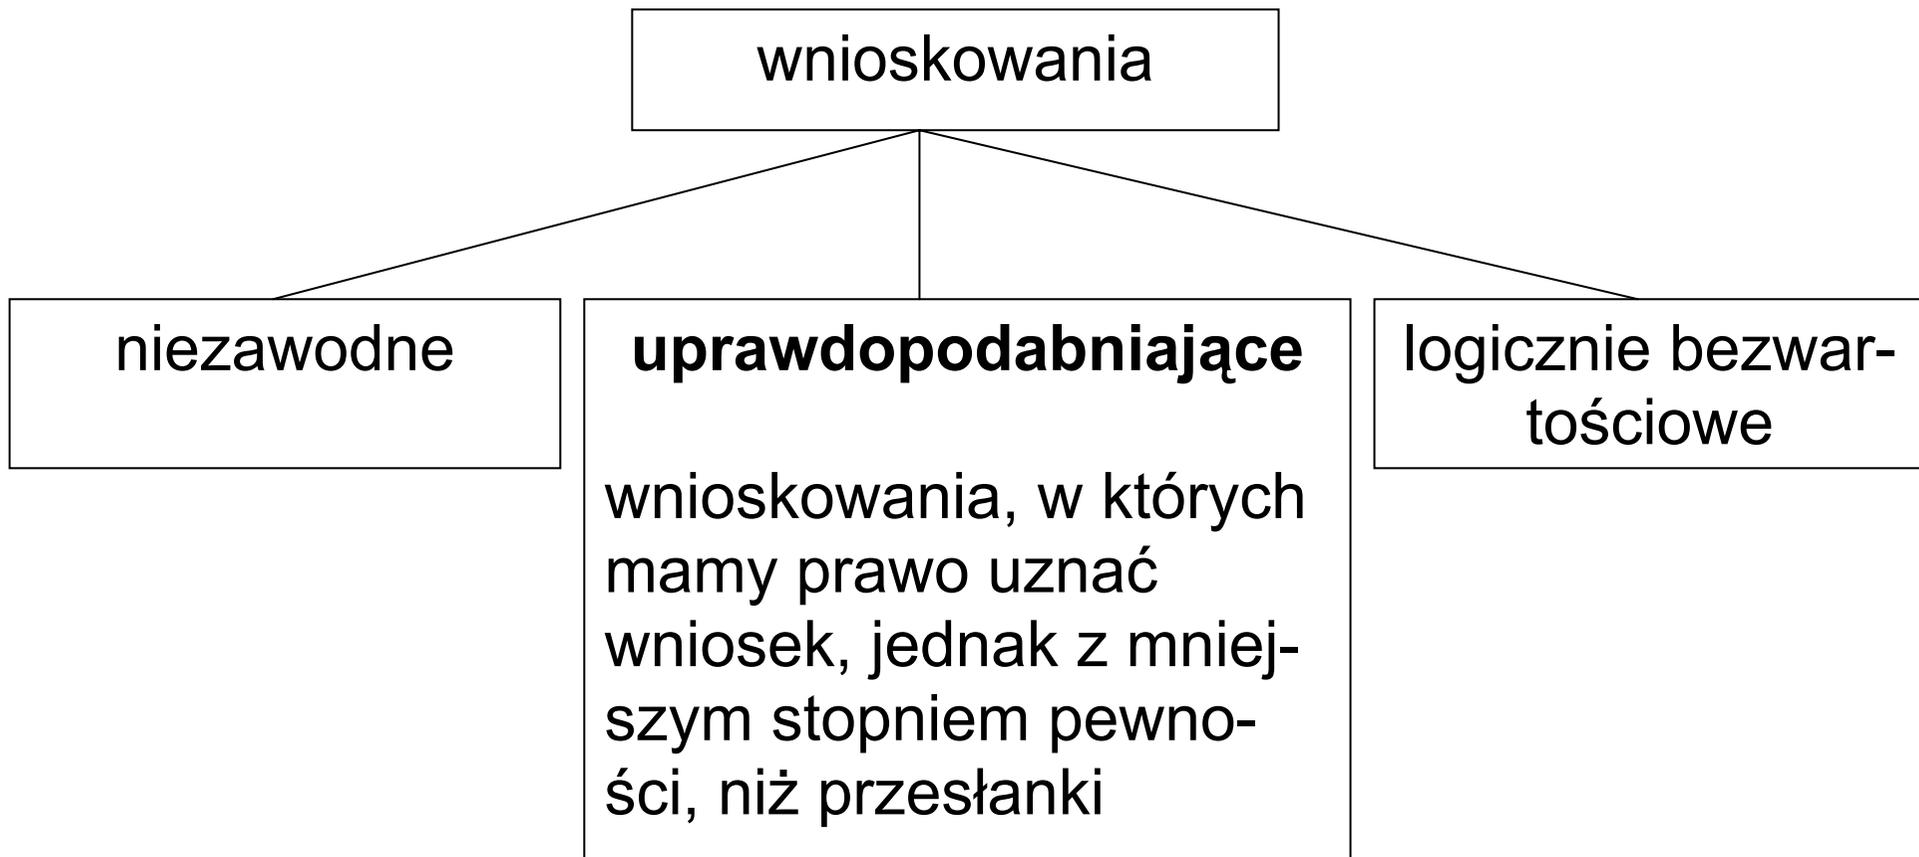 wnioskowania
niezawodne
uprawdopodabniające
wnioskowania, w których
mamy prawo uznać
wniosek, jednak z mniej-
szym stopniem pewno-
ści, niż przesłanki
logicznie bezwar-
tościowe